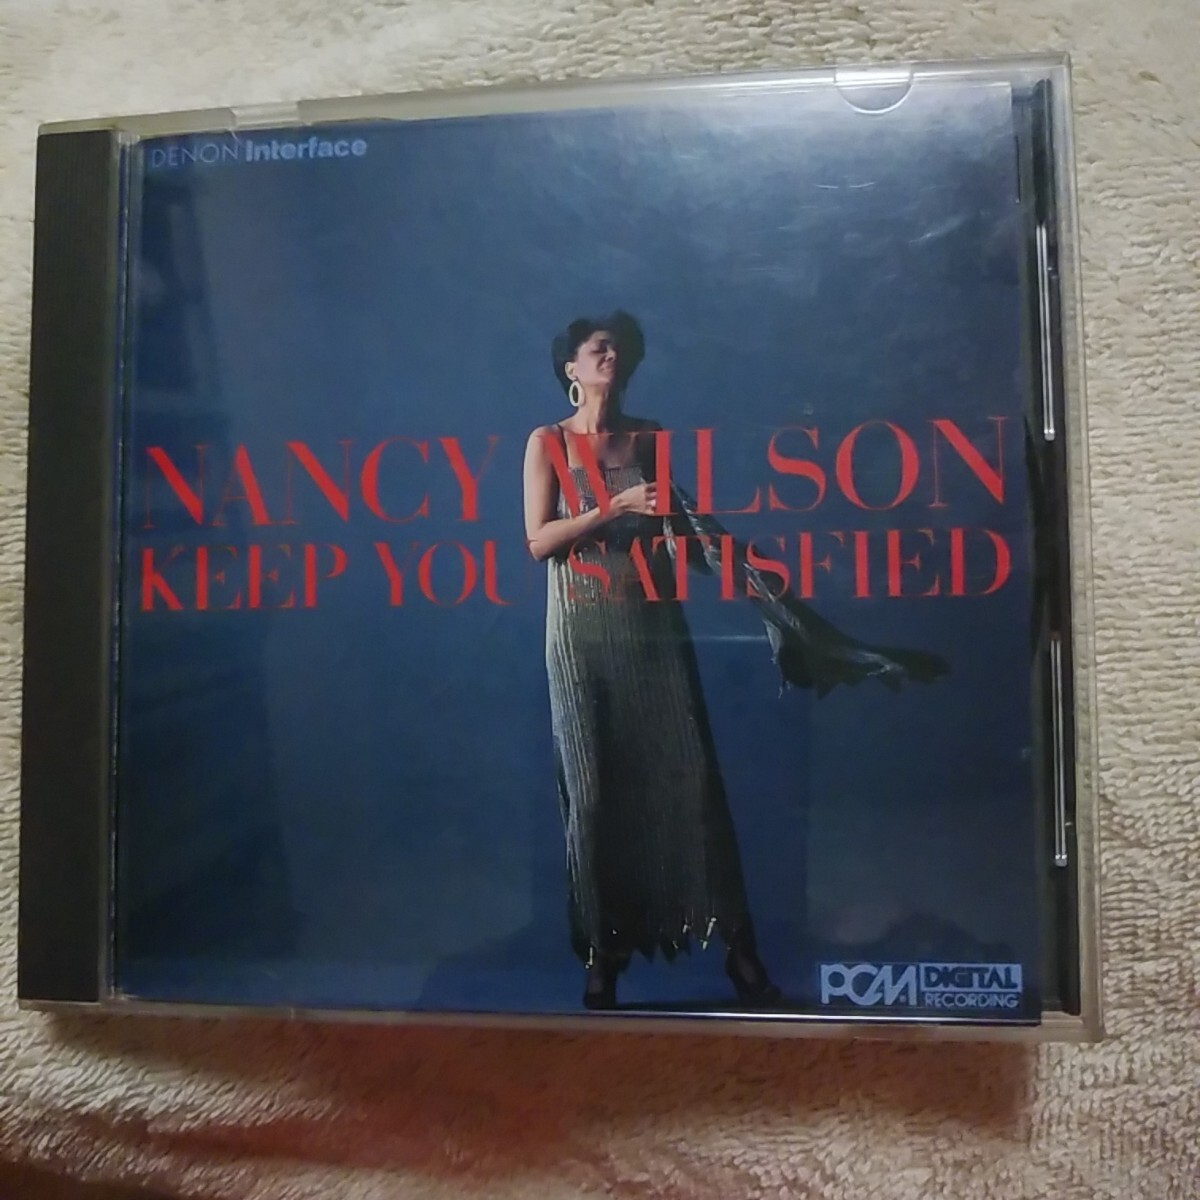 DENON Interface
NANCY WILSON
KEEP YOU SATISFIED
PCM DIGITAL
RECORDING